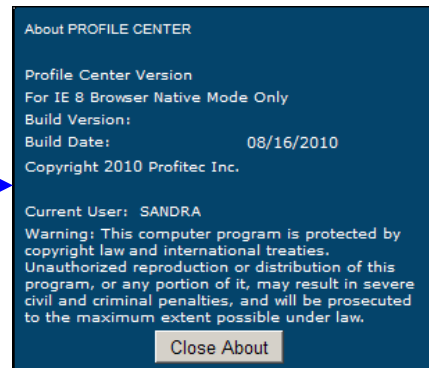 About PROFILE CENTER
Profile Center Version
For IE 8 Browser Native Mode Only
Build Version:
Build Date: 08/16/2010
Copyright 2010 Profitec Inc.
Current User: SANDRA
Warning: This computer program is protected by
copyright law and international treaties.
Unauthorized reproduction or distribution of this
program, or any portion of it, may result in severe
civil and criminal penalties, and will be prosecuted
to the maximum extent possible under law.
Close About